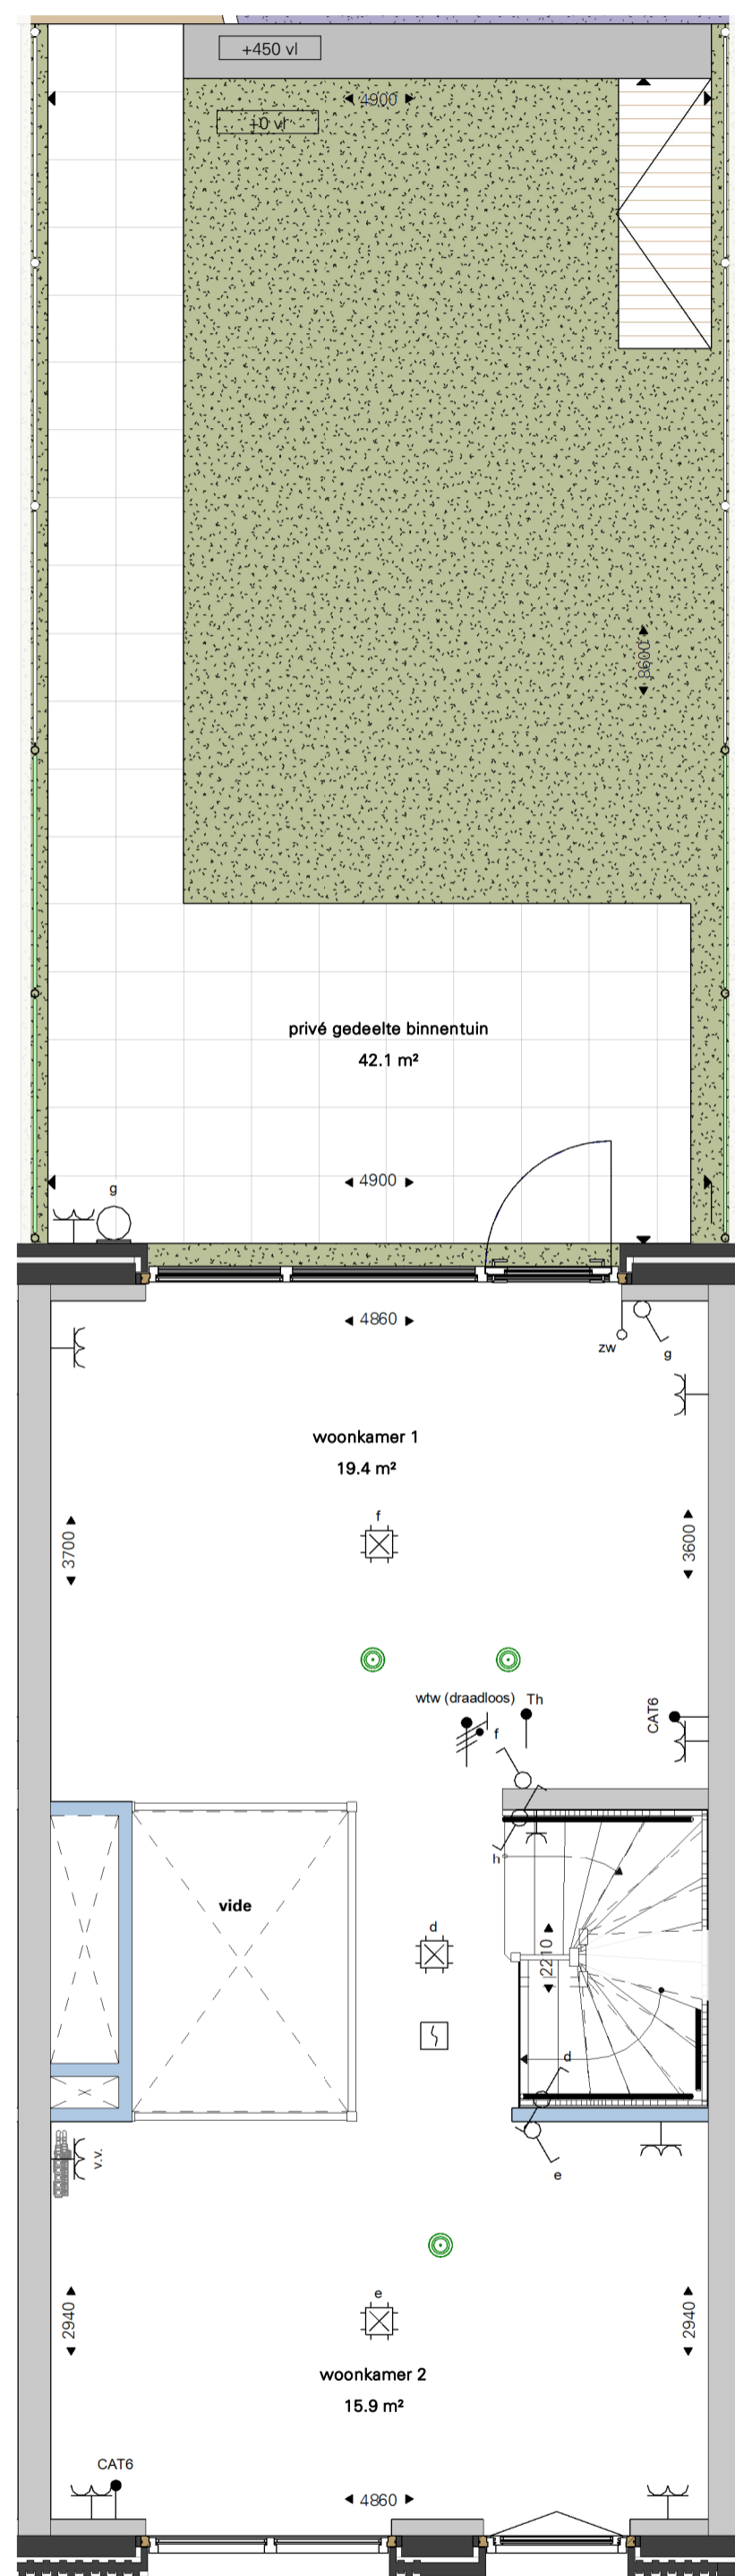 +450 vl
4900
+0 vl
8600
privé gedeelte binnentuin
42.1 m²
4900
g
4860
zw
g
woonkamer 1
19.4 m²
f
3700
3600
wtw (draadloos)
Th
CAT6
f
h
vide
d
2210
d
v.v.
e
e
2940
2940
woonkamer 2
15.9 m²
CAT6
4860